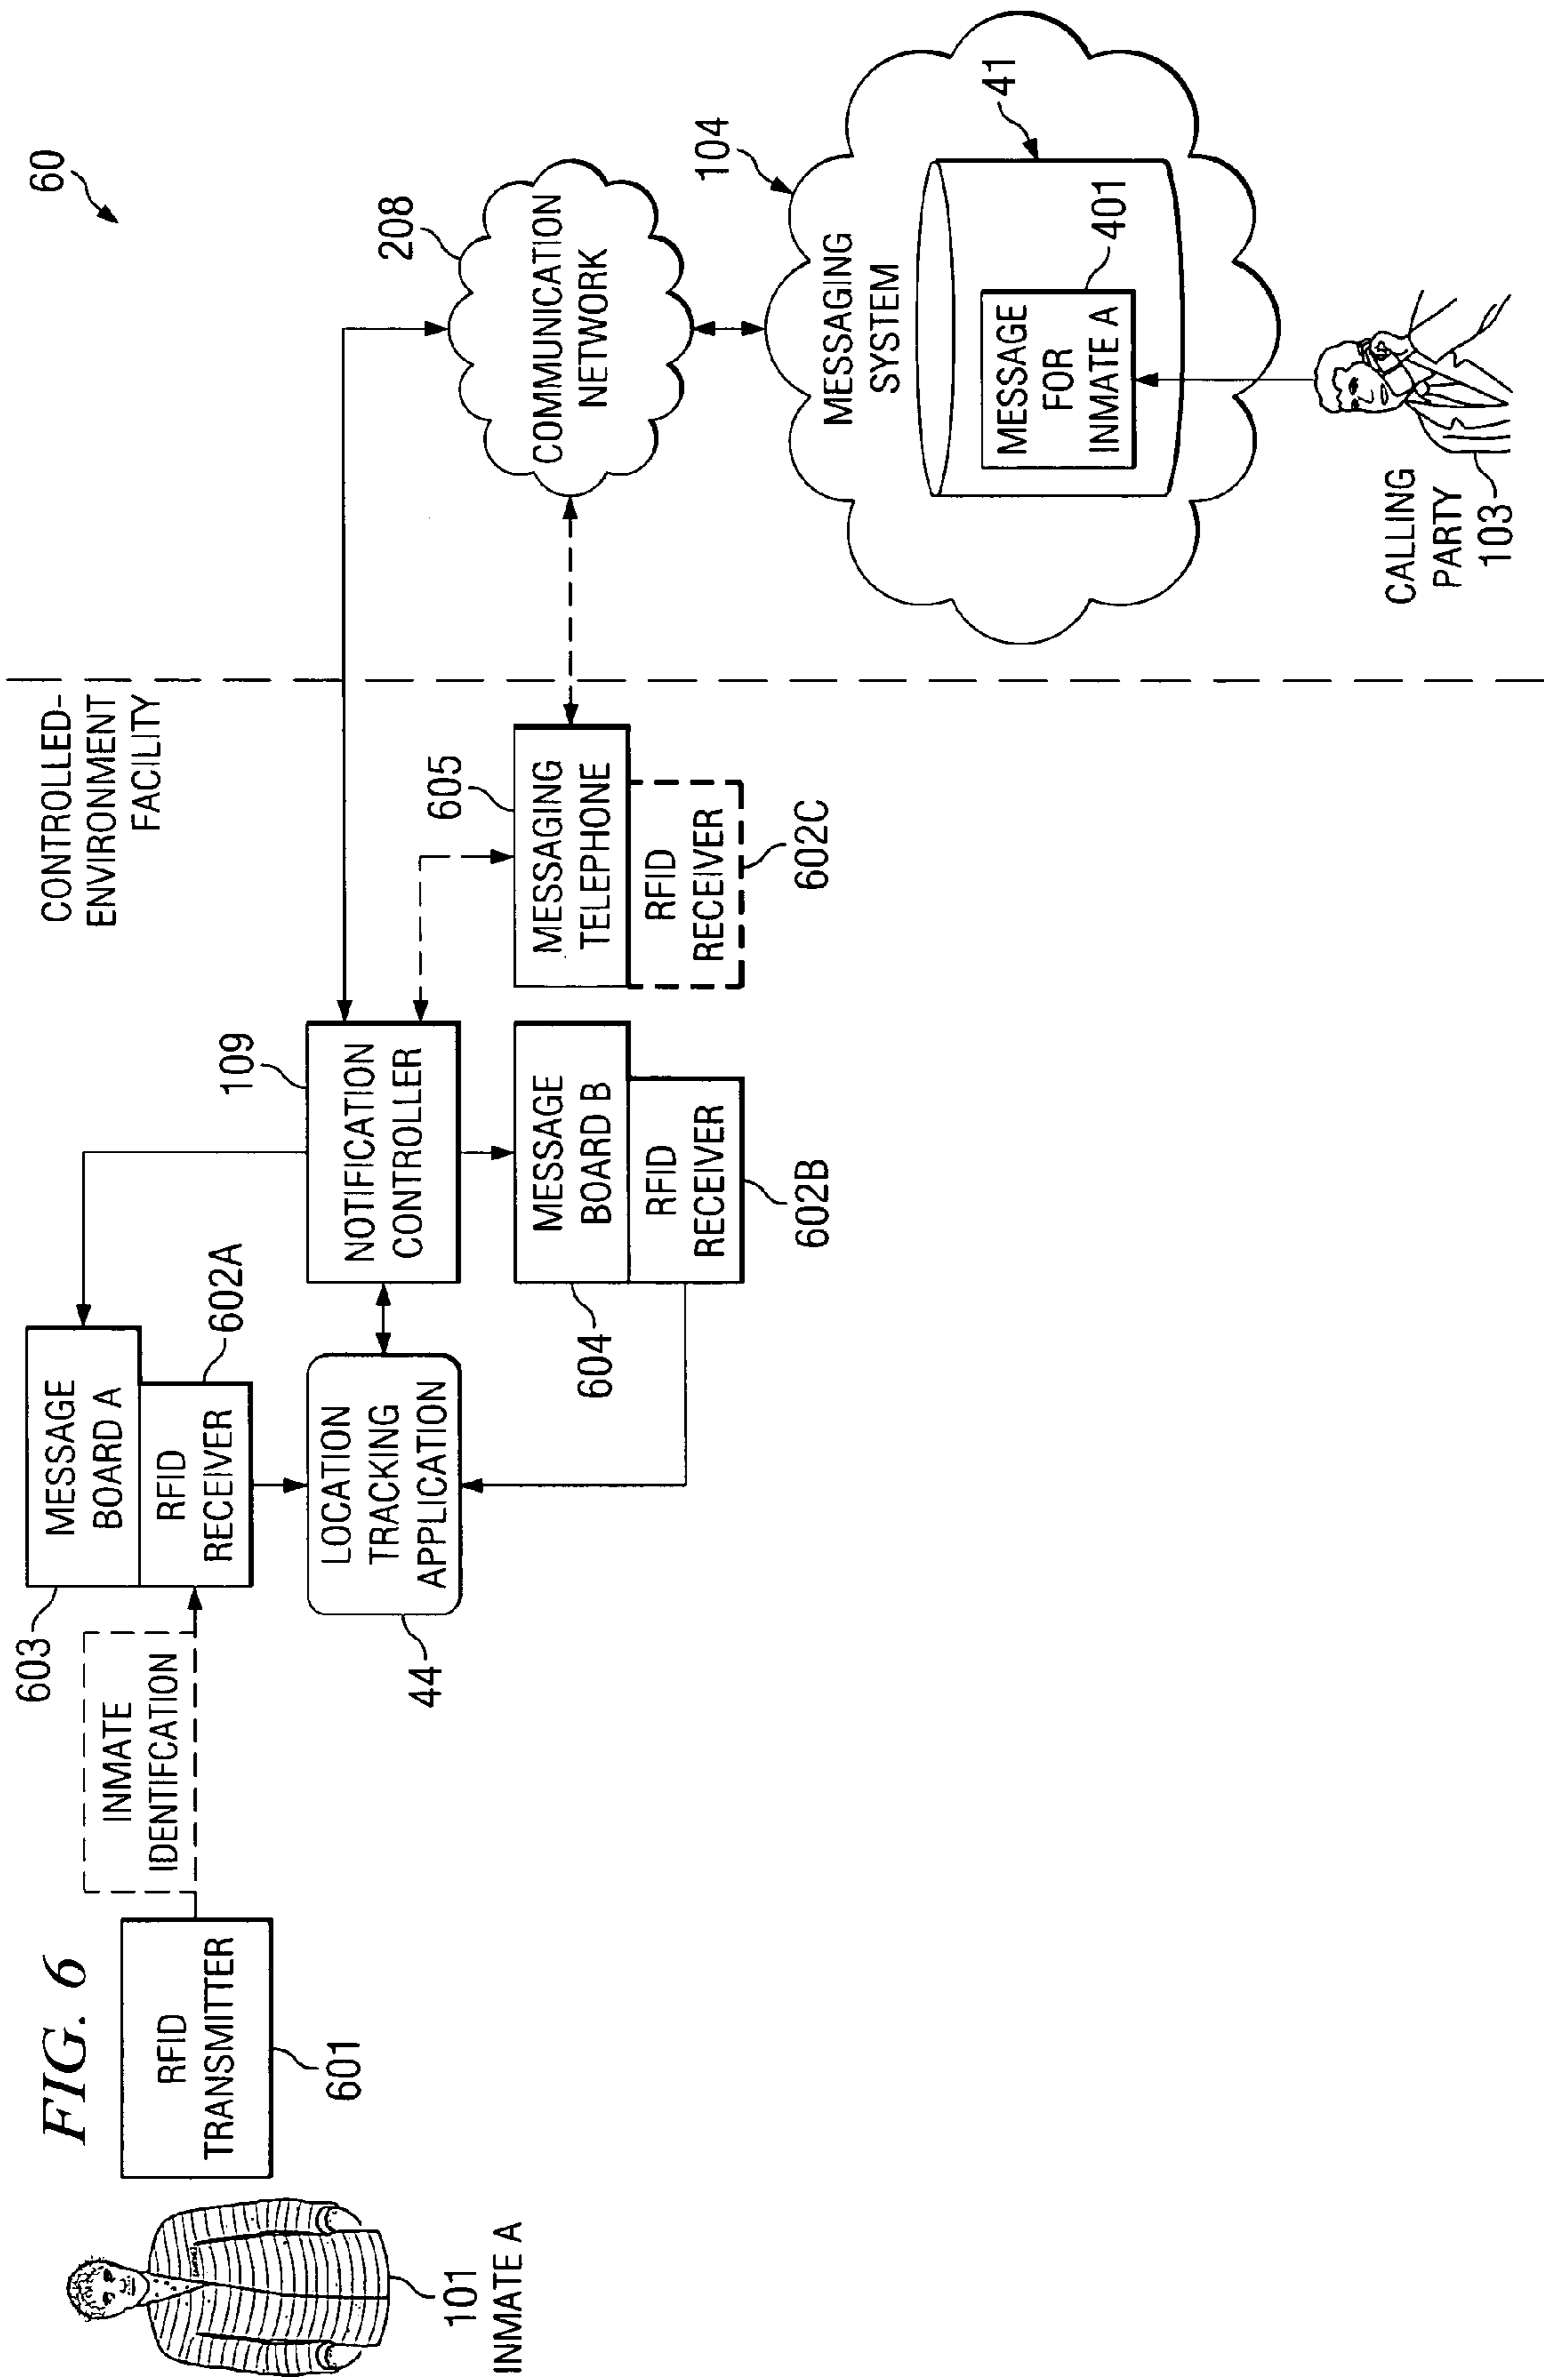 FIG. 6
60
CONTROLLED-
ENVIRONMENT
FACILITY
101
INMATE A
RFID
TRANSMITTER
601
INMATE
IDENTIFCATION
603
MESSAGE
BOARD A
RFID
RECEIVER
602A
LOCATION
TRACKING
APPLICATION
44
109
NOTIFICATION
CONTROLLER
MESSAGE
BOARD B
604
RFID
RECEIVER
602B
605
MESSAGING
TELEPHONE
RFID
RECEIVER
602C
208
COMMUNICATION
NETWORK
104
MESSAGING
SYSTEM
41
401
MESSAGE
FOR
INMATE A
CALLING
PARTY
103